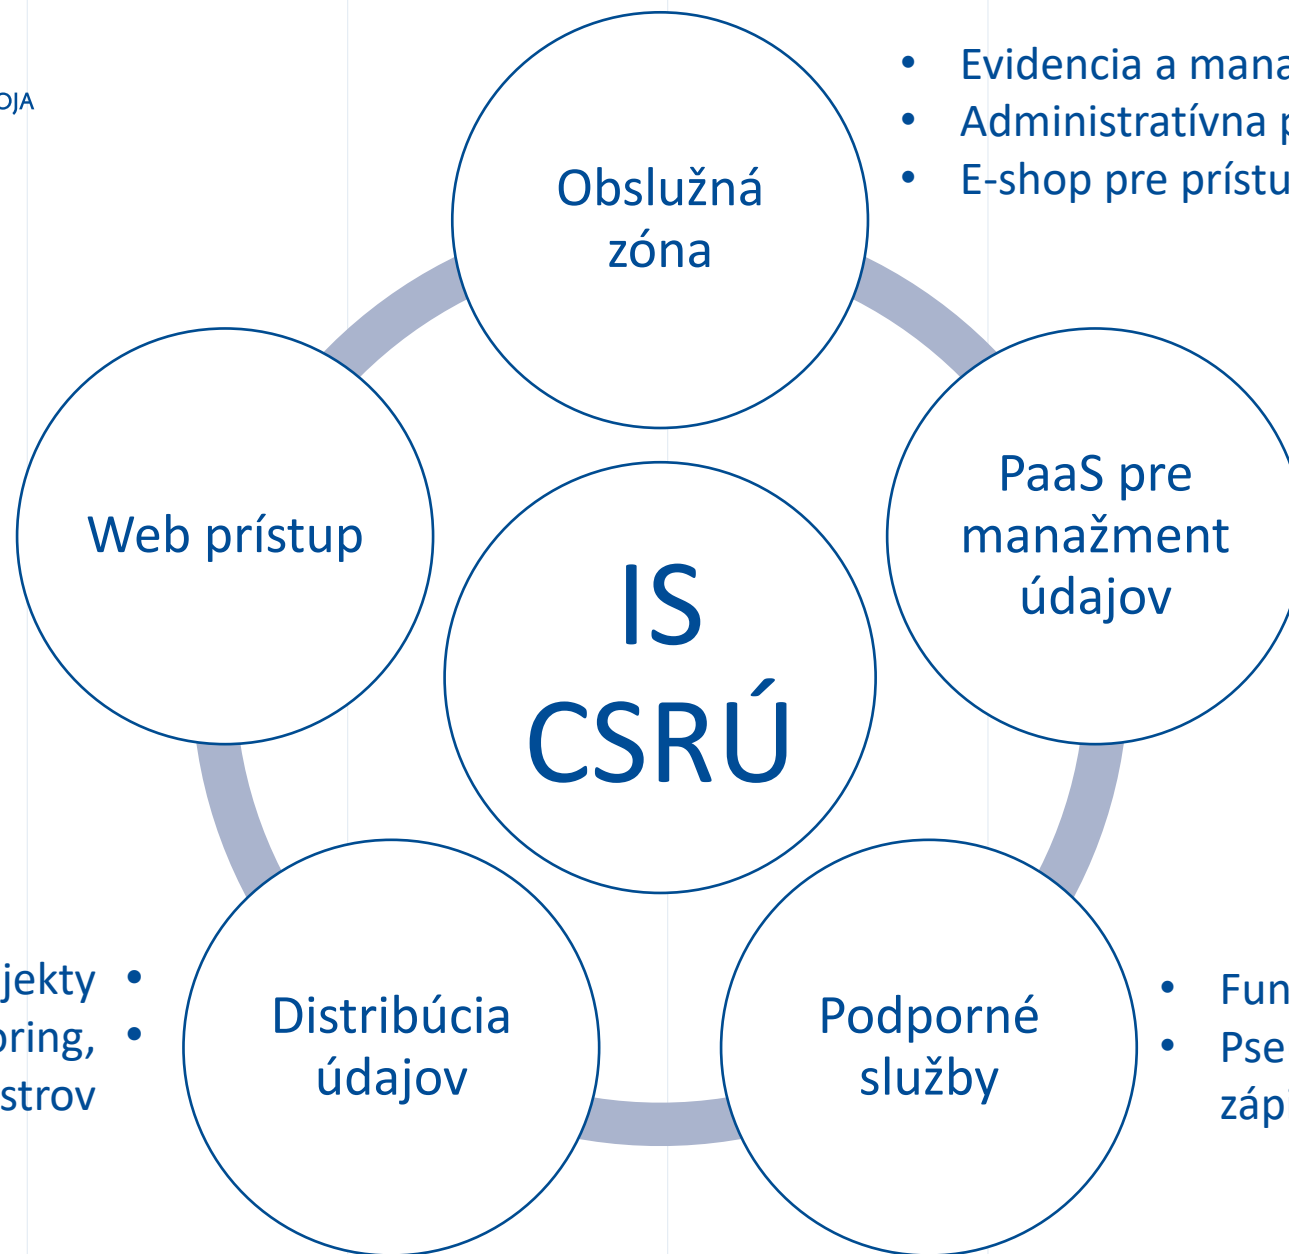 OJA
• Evidencia a mana
• Administratívna p
• E-shop pre prístu
Obslužná
zóna
Web prístup
PaaS pre
manažment
údajov
IS
CSRÚ
jekty •
oring, •
strov
Distribúcia
údajov
Podporné
služby
• Fun
• Pse
zápi